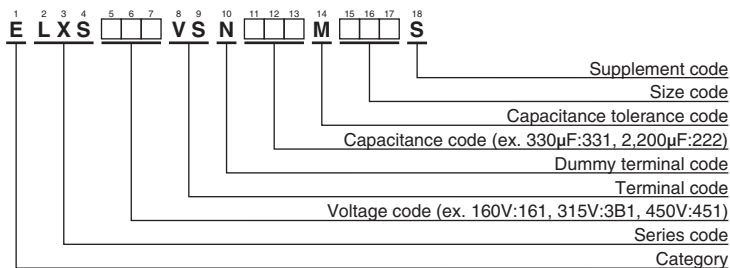 1 2 3 4 5 6 7 8 9 10 11 12 13 14 15 16 17 18
E L X S V S N M S
Supplement code
Size code
Capacitance tolerance code
Capacitance code (ex. 330µF:331, 2,200µF:222)
Dummy terminal code
Terminal code
Voltage code (ex. 160V:161, 315V:3B1, 450V:451)
Series code
Category